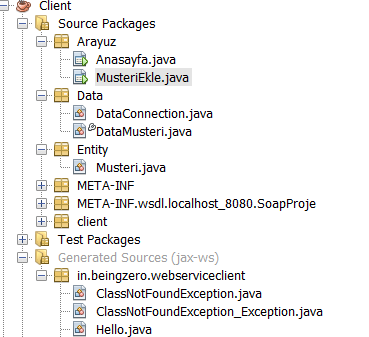 Client
Source Packages
Arayuz
Anasayfa.java
MusteriEkle.java
Data
DataConnection.java
DataMusteri.java
Entity
Musteri.java
META-INF
META-INF.wsdl.localhost_8080.SoapProje
client
Test Packages
Generated Sources (jax-ws)
in.beingzero.webserviceclient
ClassNotFoundException.java
ClassNotFoundException_Exception.java
Hello.java